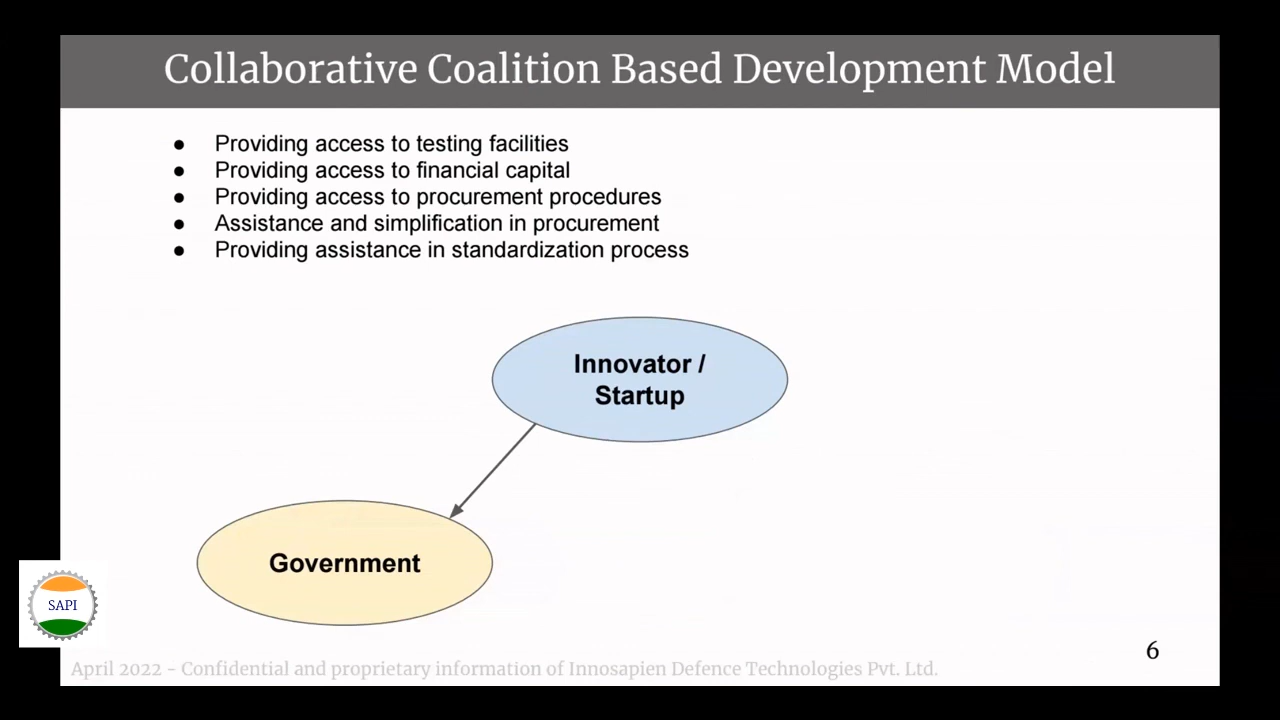 Collaborative Coalition Based Development Model
● Providing access to testing facilities
● Providing access to financial capital
● Providing access to procurement procedures
● Assistance and simplification in procurement
● Providing assistance in standardization process
Innovator /
Startup
Government
SAPI
6
April 2022 - Confidential and proprietary information of Innosapien Defence Technologies Pvt. Ltd.